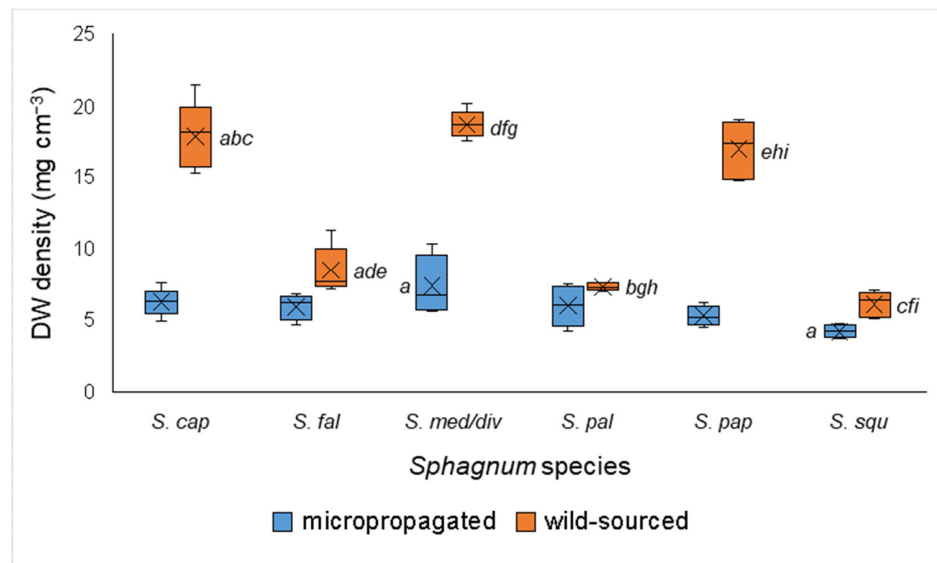 25
20
15
10
5
0
DW density (mg cm⁻³)
abc
ade
a
dfg
bgh
ehi
a
cfi
S. cap
S. fal
S. med/div
S. pal
S. pap
S. squ
Sphagnum species
micropropagated
wild-sourced